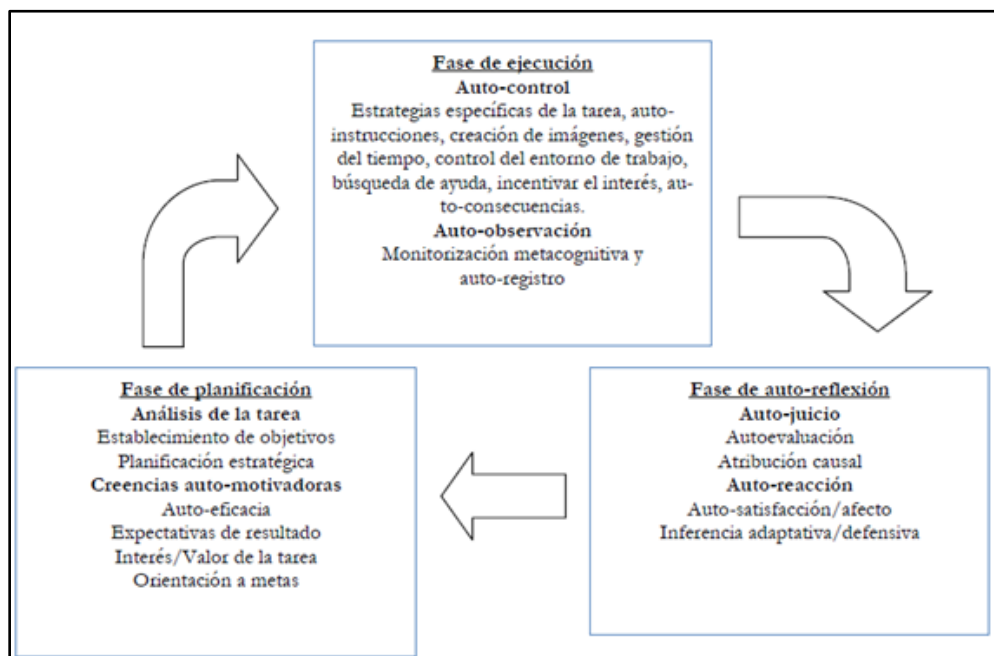 Fase de ejecución
Auto-control
Estrategias específicas de la tarea, auto-
instrucciones, creación de imágenes, gestión
del tiempo, control del entorno de trabajo,
búsqueda de ayuda, incentivar el interés, au-
to-consecuencias.
Auto-observación
Monitorización metacognitiva y
auto-registro
Fase de planificación
Análisis de la tarea
Establecimiento de objetivos
Planificación estratégica
Creencias auto-motivadoras
Auto-eficacia
Expectativas de resultado
Interés/Valor de la tarea
Orientación a metas
Fase de auto-reflexión
Auto-juicio
Autoevaluación
Atribución causal
Auto-reacción
Auto-satisfacción/afecto
Inferencia adaptativa/defensiva